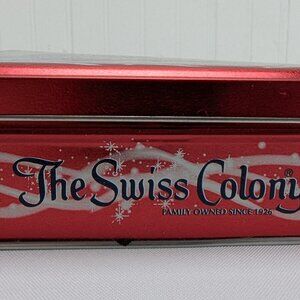 The Swiss Colony®
FAMILY OWNED SINCE 1926